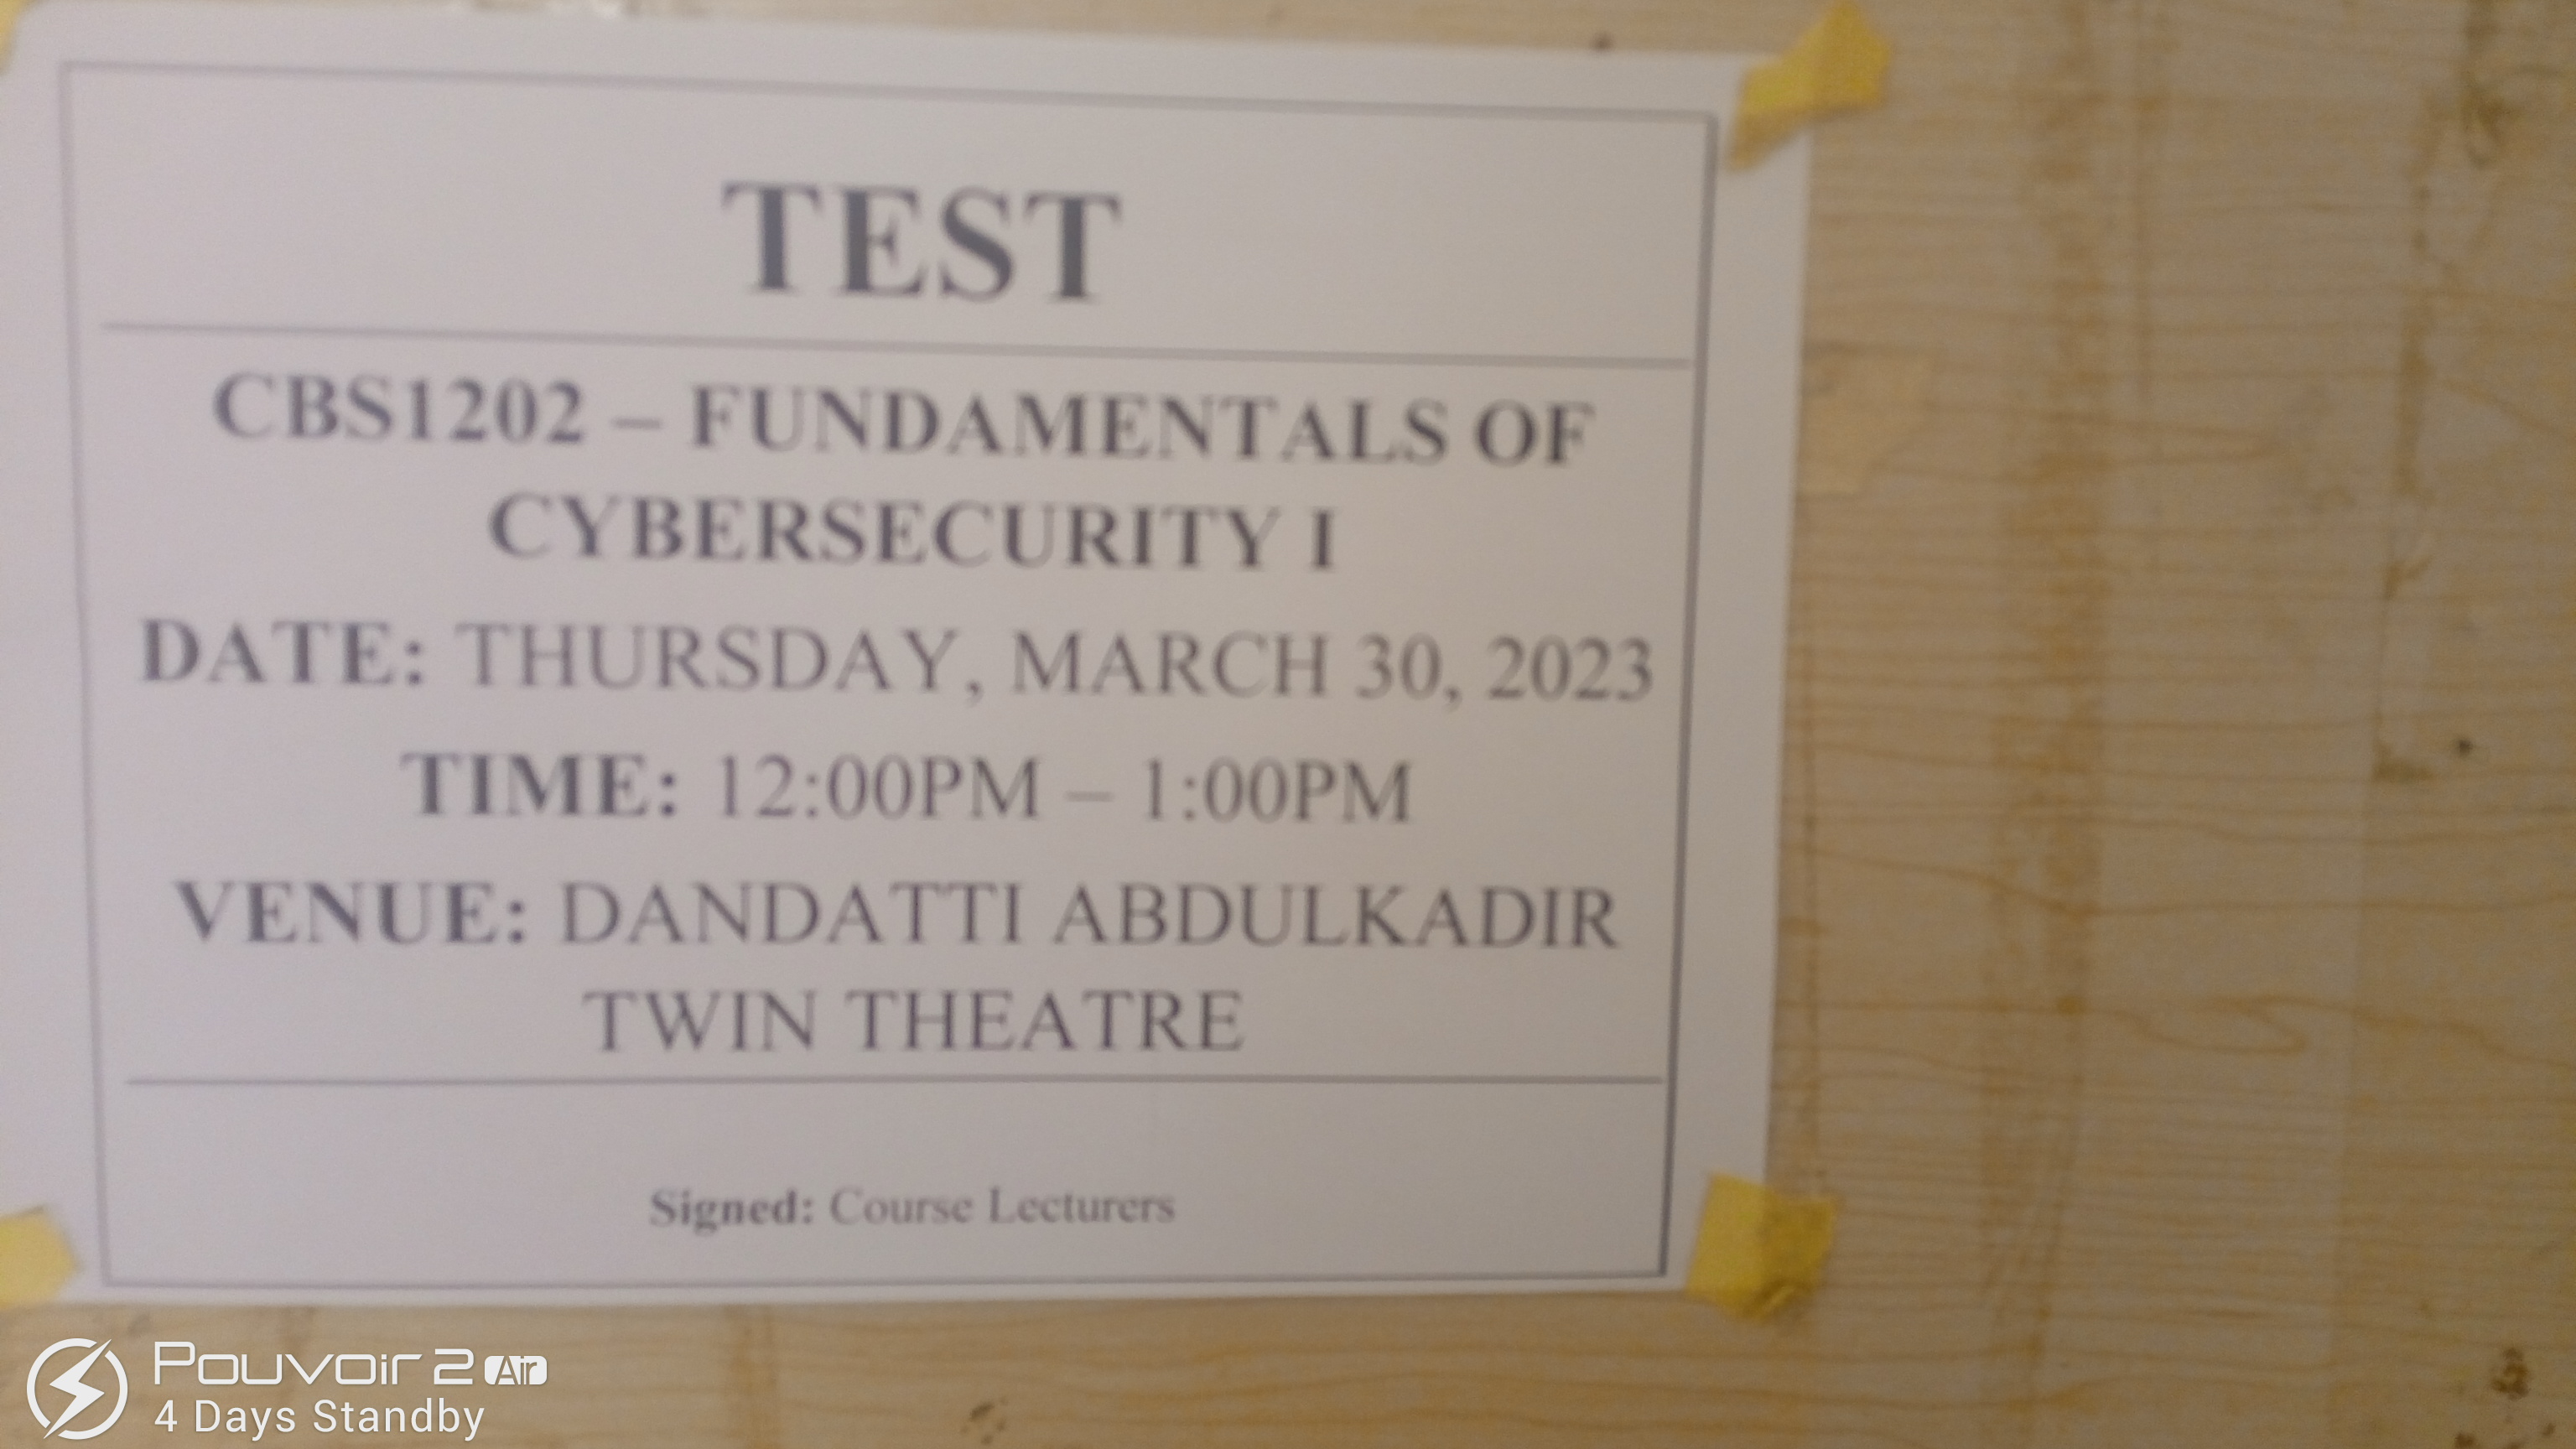 TEST
CBS1202 – FUNDAMENTALS OF
CYBERSECURITY I
DATE: THURSDAY, MARCH 30, 2023
TIME: 12:00PM – 1:00PM
VENUE: DANDATTI ABDULKADIR
TWIN THEATRE
Signed: Course Lecturers
Pouvoir 2 Air
4 Days Standby